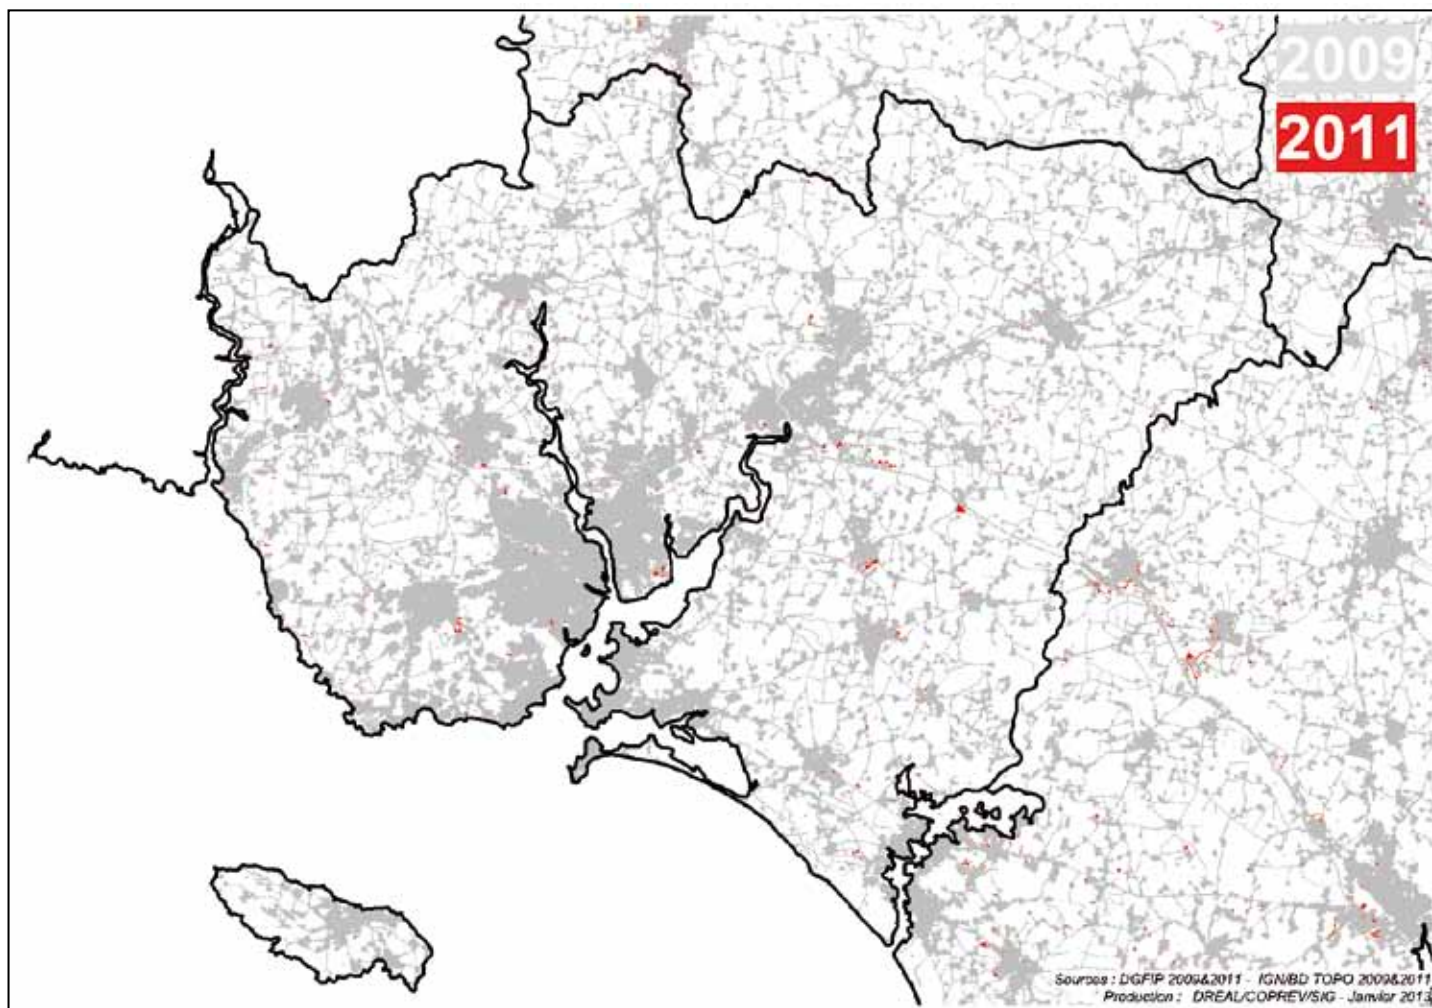 2009
2011
Sources : DGFIP 2009&2011 - IGN/BD TOPO 2009&2011
Production : DREAL/COPREV/SIG - Janvier 2013